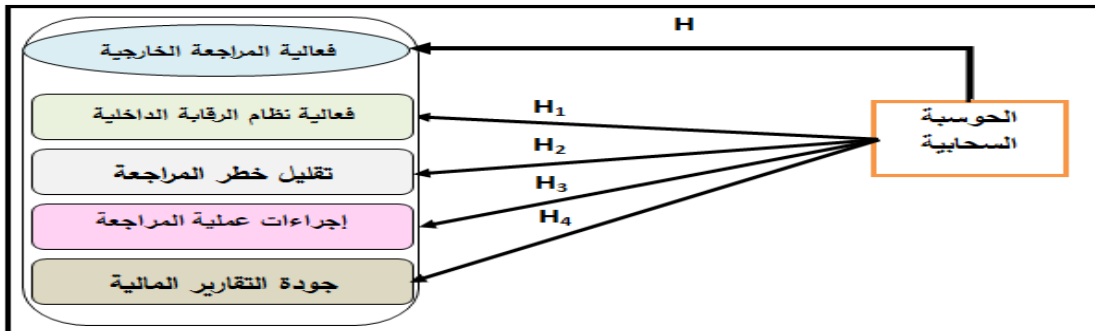 H
فعالية المراجعة الخارجية
الحوسبة
السحابية
H1
فعالية نظام الرقابة الداخلية
H2
تقليل خطر المراجعة
H3
إجراءات عملية المراجعة
H4
جودة التقارير المالية